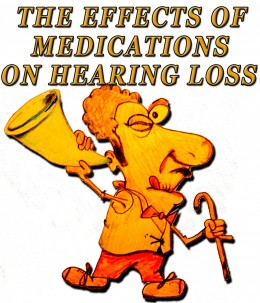 THE EFFECTS OF
MEDICATIONS
ON HEARING LOSS